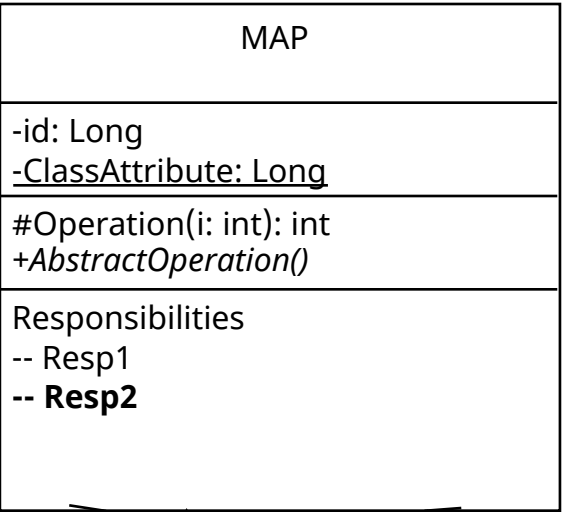 MAP
-id: Long
-ClassAttribute: Long
#Operation(i: int): int
+AbstractOperation()
Responsibilities
-- Resp1
-- Resp2